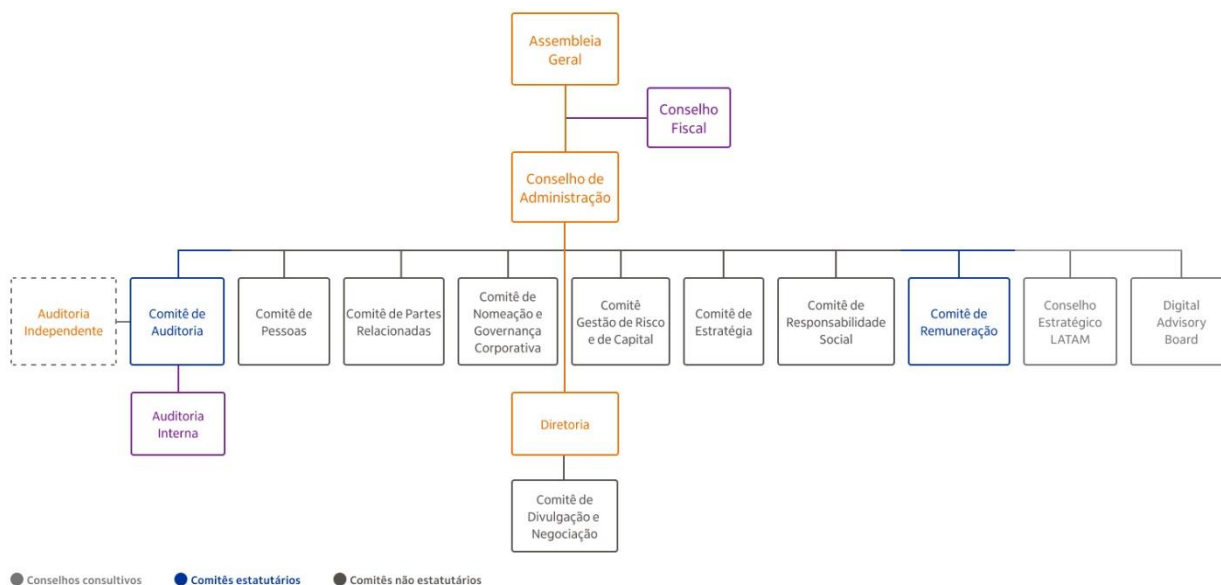 Assembleia
Geral
Conselho
Fiscal
Conselho de
Administração
Auditoria
Independente
Comitê de
Auditoria
Comitê de
Pessoas
Comitê de Partes
Relacionadas
Comitê de
Nomeação e
Governança
Corporativa
Comitê
Gestão de Risco
e de Capital
Comitê de
Estratégia
Comitê de
Responsabilidade
Social
Comitê de
Remuneração
Conselho
Estratégico
LATAM
Digital
Advisory
Board
Auditoria
Interna
Diretoria
Comitê de
Divulgação e
Negociação
Conselhos consultivos
Comitês estatutários
Comitês não estatutários